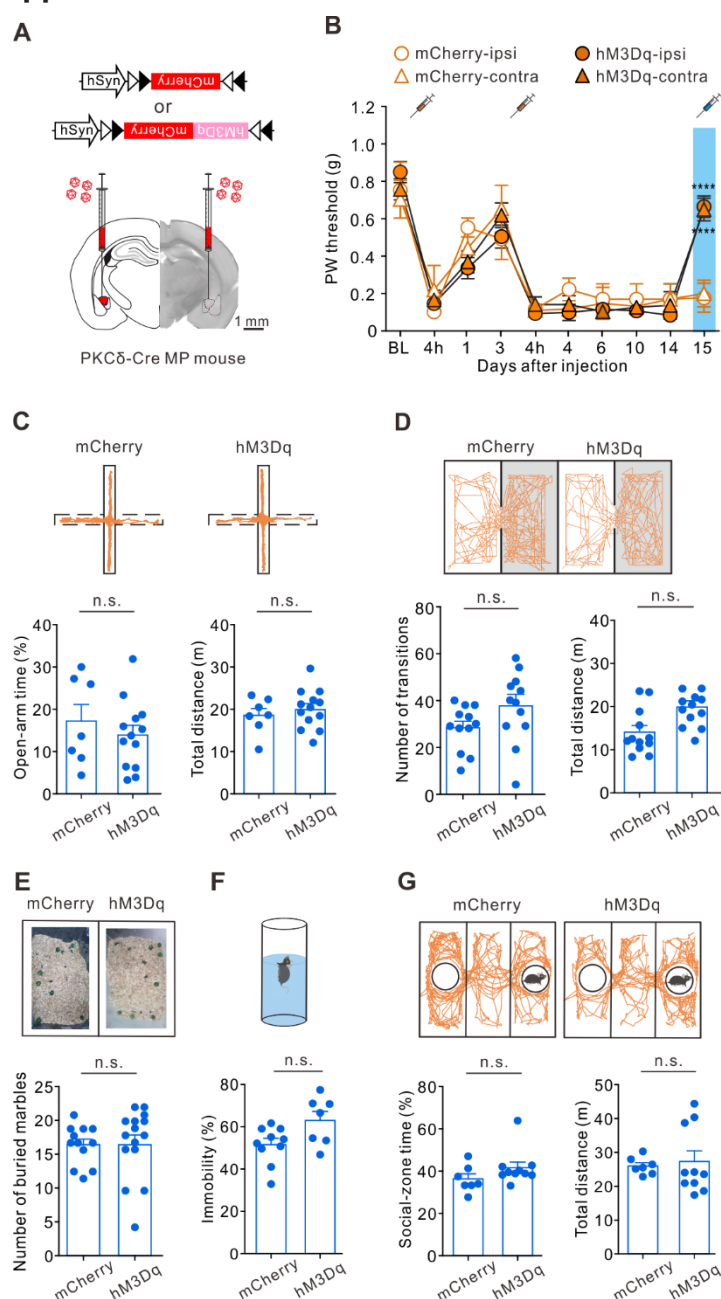 A
hSyn
mCherry
or
hSyn
mCherry
hM3Dq
1 mm
PKCδ-Cre MP mouse
B
mCherry-ipsi
hM3Dq-ipsi
mCherry-contra
hM3Dq-contra
PW threshold (g)
1.2
1.0
0.8
0.6
0.4
0.2
0
****
****
BL
4h
1
3
4h
4
6
10
14
15
Days after injection
C
mCherry
hM3Dq
n.s.
Open-arm time (%)
40
30
20
10
0
mCherry
hM3Dq
n.s.
Total distance (m)
40
30
20
10
0
mCherry
hM3Dq
D
mCherry
hM3Dq
n.s.
Number of transitions
80
60
40
20
0
mCherry
hM3Dq
n.s.
Total distance (m)
40
30
20
10
0
mCherry
hM3Dq
E
mCherry
hM3Dq
n.s.
Number of buried marbles
25
20
15
10
5
0
mCherry
hM3Dq
F
n.s.
Immobility (%)
80
60
40
20
0
mCherry
hM3Dq
G
mCherry
hM3Dq
n.s.
Social-zone time (%)
80
60
40
20
0
mCherry
hM3Dq
n.s.
Total distance (m)
50
40
30
20
10
0
mCherry
hM3Dq